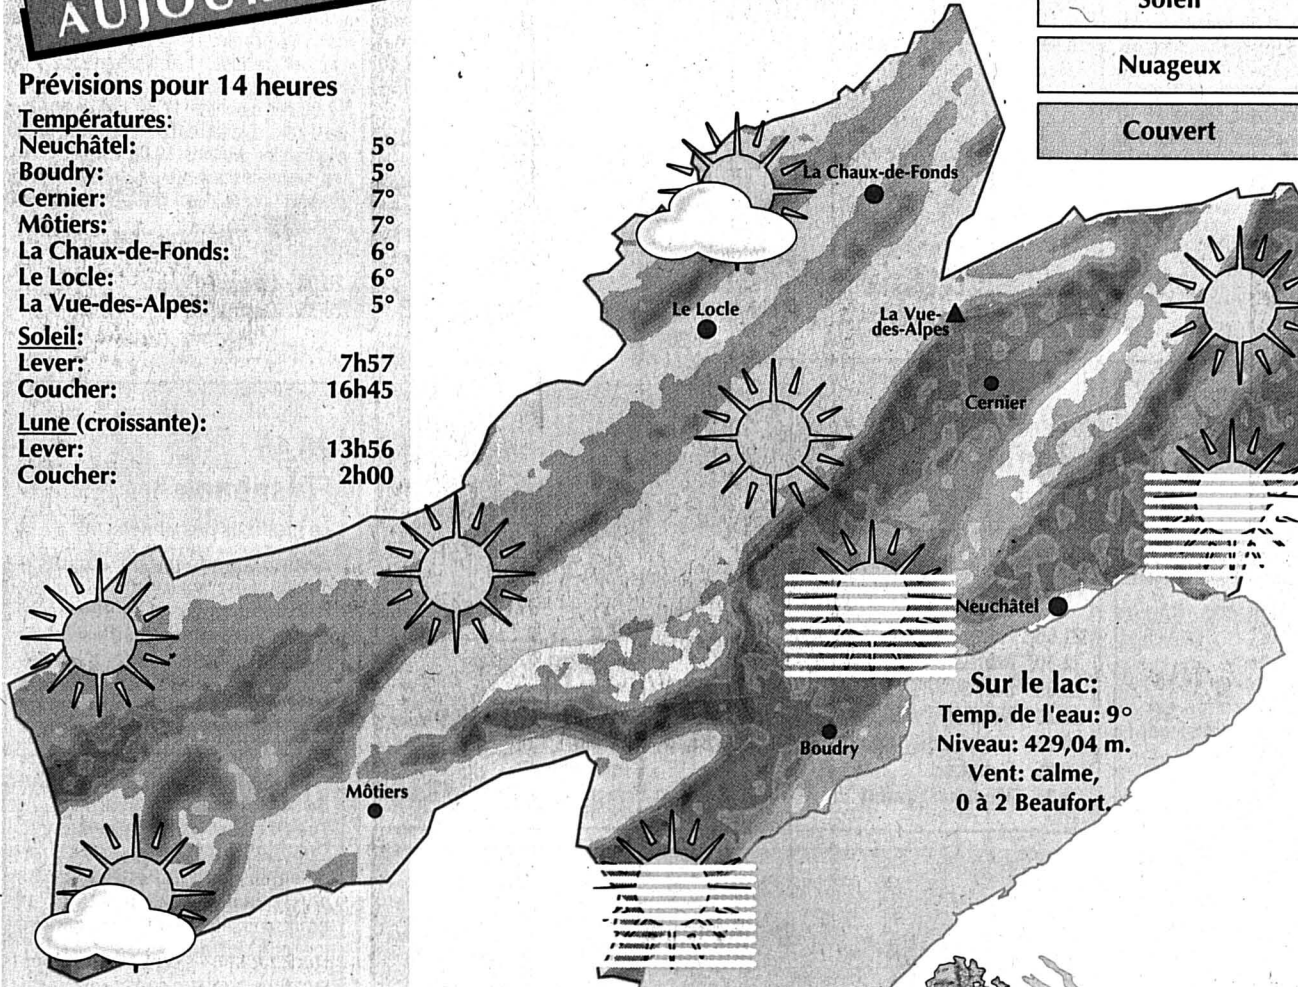 Prévisions pour 14 heures
Températures:
Neuchâtel: 5°
Boudry: 5°
Cernier: 7°
Môtiers: 7°
La Chaux-de-Fonds: 6°
Le Locle: 6°
La Vue-des-Alpes: 5°
Soleil:
Lever: 7h57
Coucher: 16h45
Lune (croissante):
Lever: 13h56
Coucher: 2h00
Soleil
Nuageux
Couvert
La Chaux-de-Fonds
Le Locle
La Vue-
des-Alpes
Cernier
Neuchâtel
Boudry
Môtiers
Sur le lac:
Temp. de l'eau: 9°
Niveau: 429,04 m.
Vent: calme,
0 à 2 Beaufort.